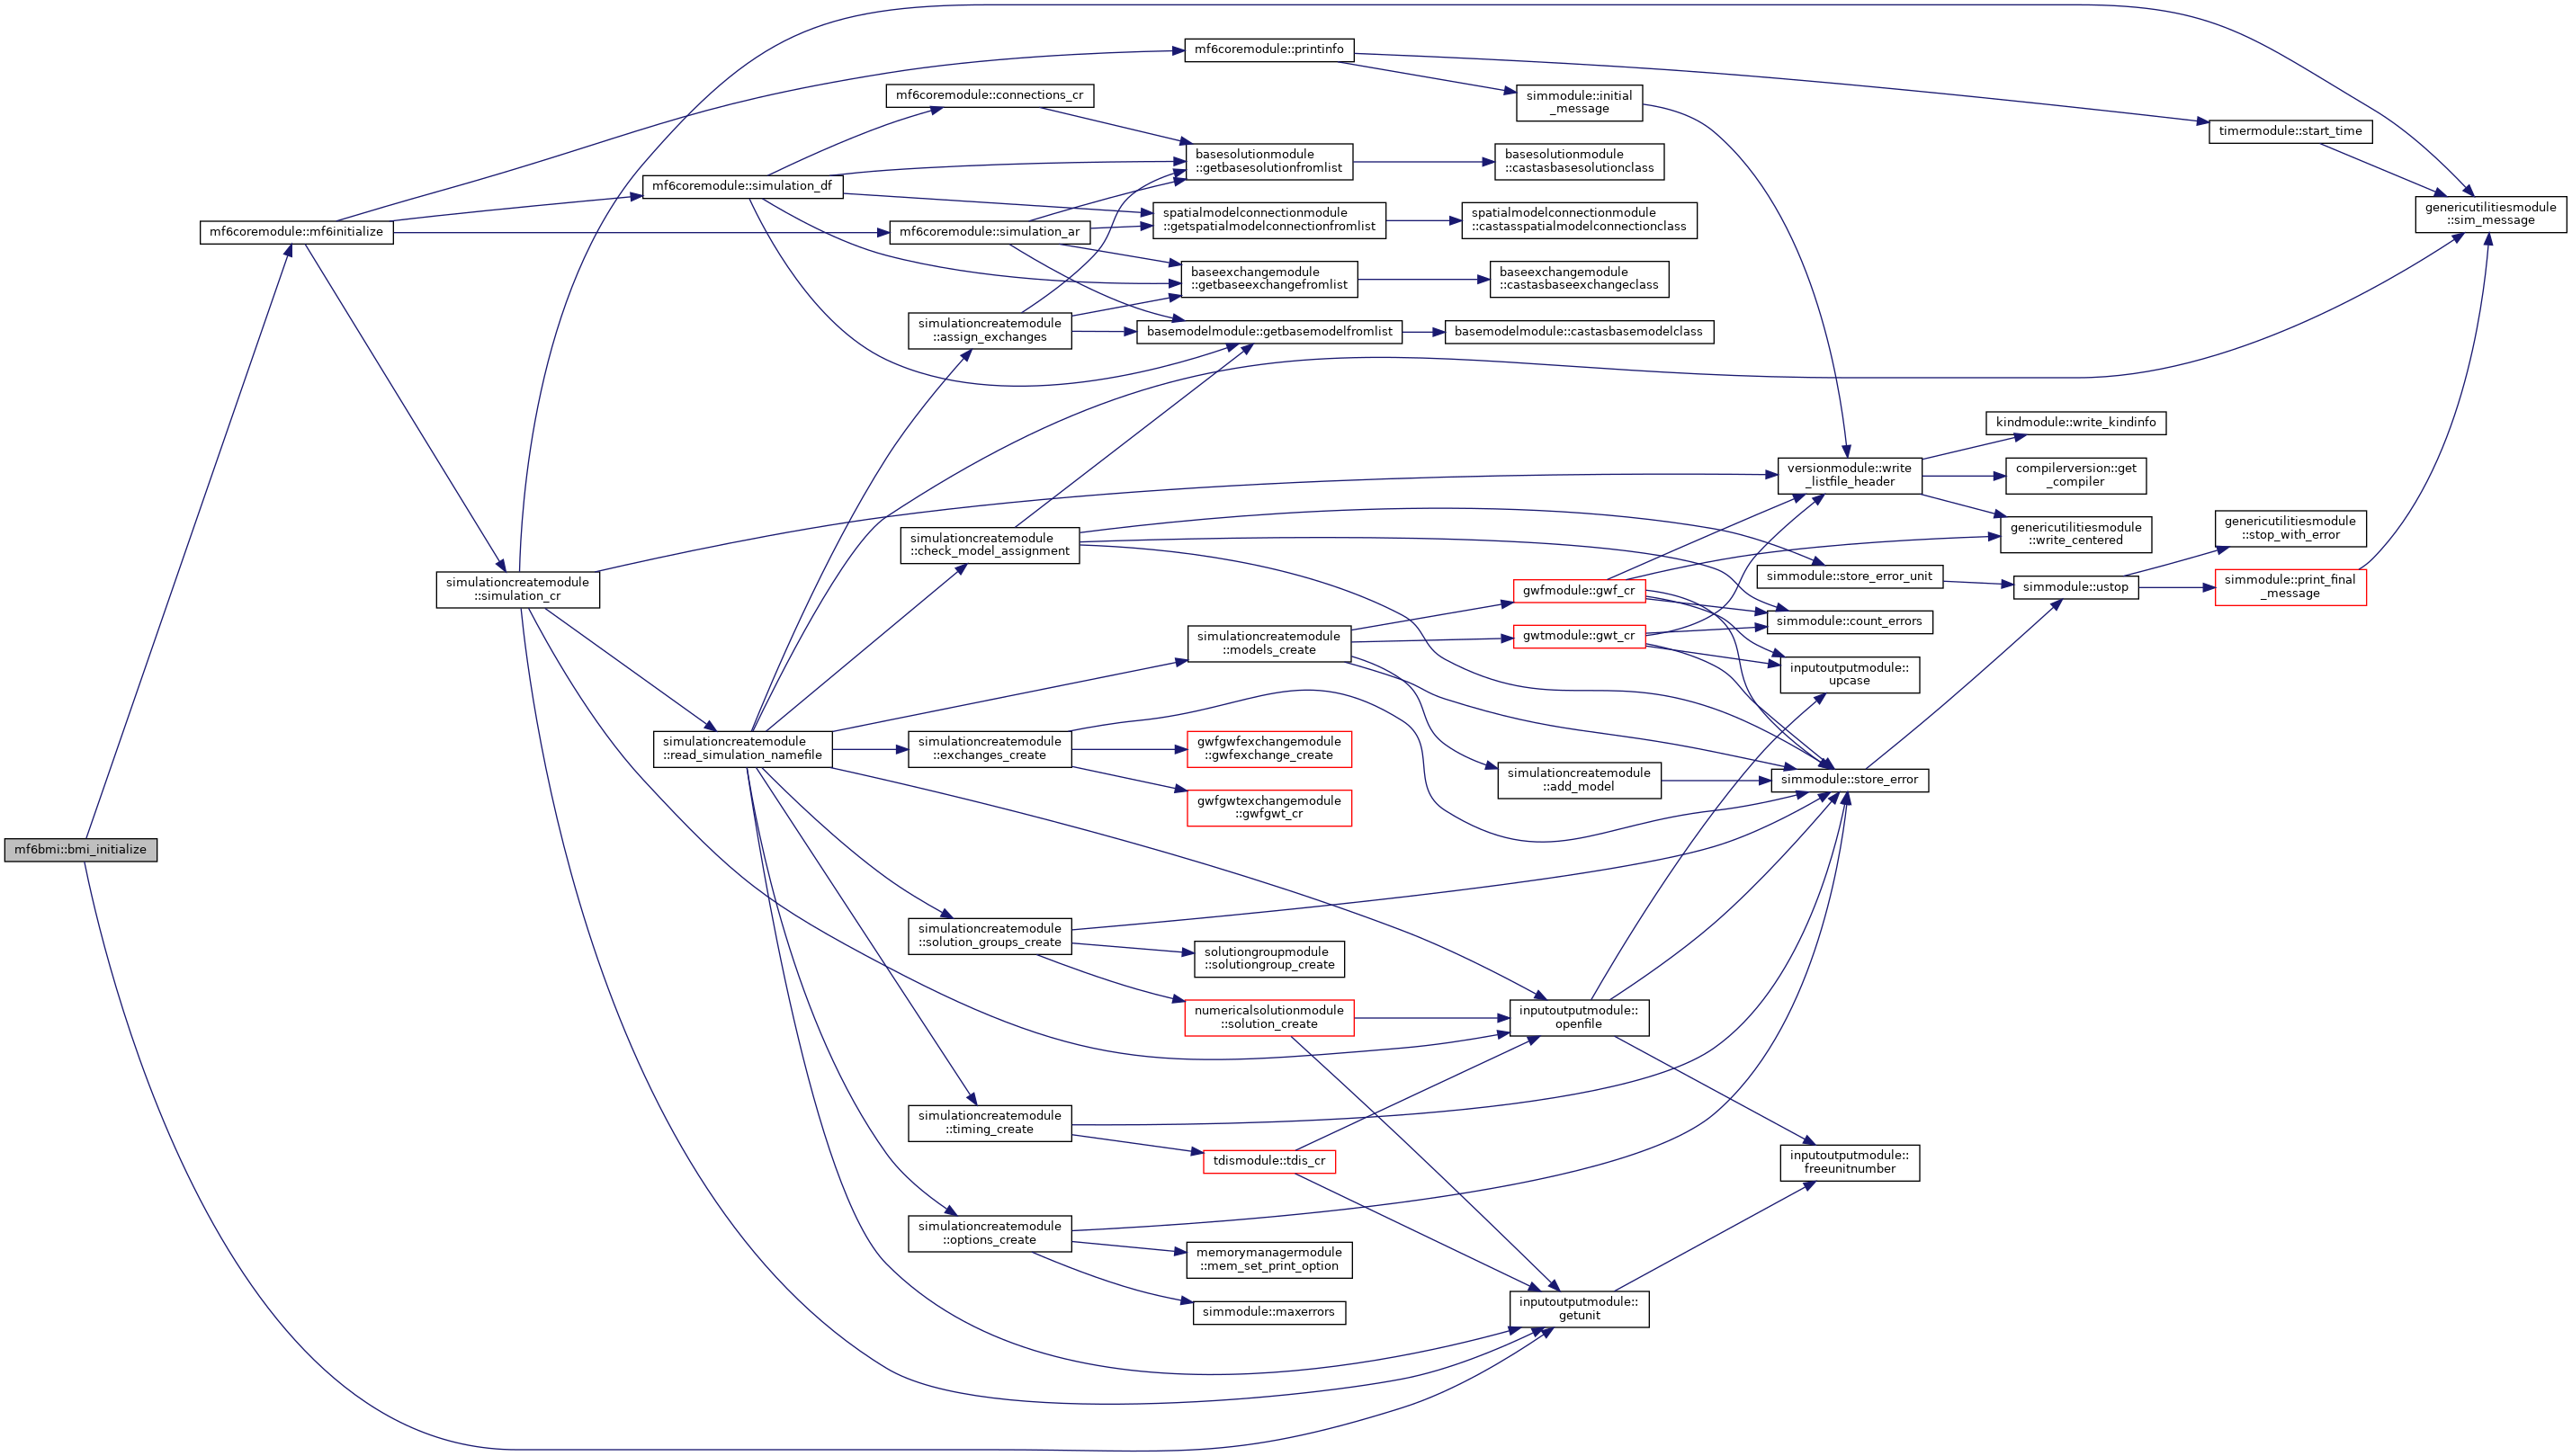 mf6bmi::bmi_initialize
mf6coremodule::mf6initialize
simulationcreatemodule
::simulation_cr
mf6coremodule::simulation_df
simulationcreatemodule
::read_simulation_namefile
mf6coremodule::connections_cr
mf6coremodule::simulation_ar
simulationcreatemodule
::assign_exchanges
simulationcreatemodule
::check_model_assignment
simulationcreatemodule
::exchanges_create
simulationcreatemodule
::solution_groups_create
simulationcreatemodule
::timing_create
simulationcreatemodule
::options_create
mf6coremodule::printinfo
basesolutionmodule
::getbasesolutionfromlist
spatialmodelconnectionmodule
::getspatialmodelconnectionfromlist
baseexchangemodule
::getbaseexchangefromlist
basemodelmodule::getbasemodelfromlist
simulationcreatemodule
::models_create
gwfgwfexchangemodule
::gwfexchange_create
gwfgwtexchangemodule
::gwfgwt_cr
solutiongroupmodule
::solutiongroup_create
numericalsolutionmodule
::solution_create
tdismodule::tdis_cr
memorymanagermodule
::mem_set_print_option
simmodule::maxerrors
simmodule::initial
_message
basesolutionmodule
::castasbasesolutionclass
spatialmodelconnectionmodule
::castasspatialmodelconnectionclass
baseexchangemodule
::castasbaseexchangeclass
basemodelmodule::castasbasemodelclass
gwfmodule::gwf_cr
gwtmodule::gwt_cr
simulationcreatemodule
::add_model
inputoutputmodule::
openfile
inputoutputmodule::
getunit
versionmodule::write
_listfile_header
simmodule::store_error_unit
simmodule::count_errors
inputoutputmodule::
upcase
simmodule::store_error
inputoutputmodule::
freeunitnumber
kindmodule::write_kindinfo
compilerversion::get
_compiler
genericutilitiesmodule
::write_centered
simmodule::ustop
timermodule::start_time
genericutilitiesmodule
::stop_with_error
simmodule::print_final
_message
genericutilitiesmodule
::sim_message